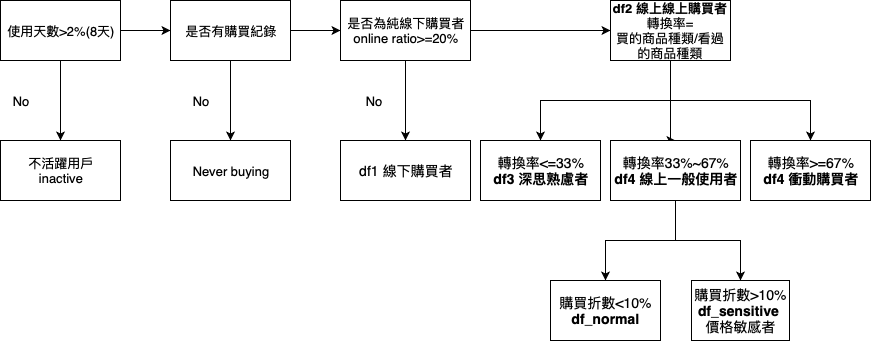 使用天數>2%(8天)
是否有購買紀錄
是否為純線下購買者
online ratio>=20%
df2 線上線上購買者
轉換率=
買的商品種類/看過
的商品種類
No
No
No
不活躍用戶
inactive
Never buying
df1 線下購買者
轉換率<=33%
df3 深思熟慮者
轉換率33%~67%
df4 線上一般使用者
轉換率>=67%
df4 衝動購買者
購買折數<10%
df_normal
購買折數>10%
df_sensitive
價格敏感者